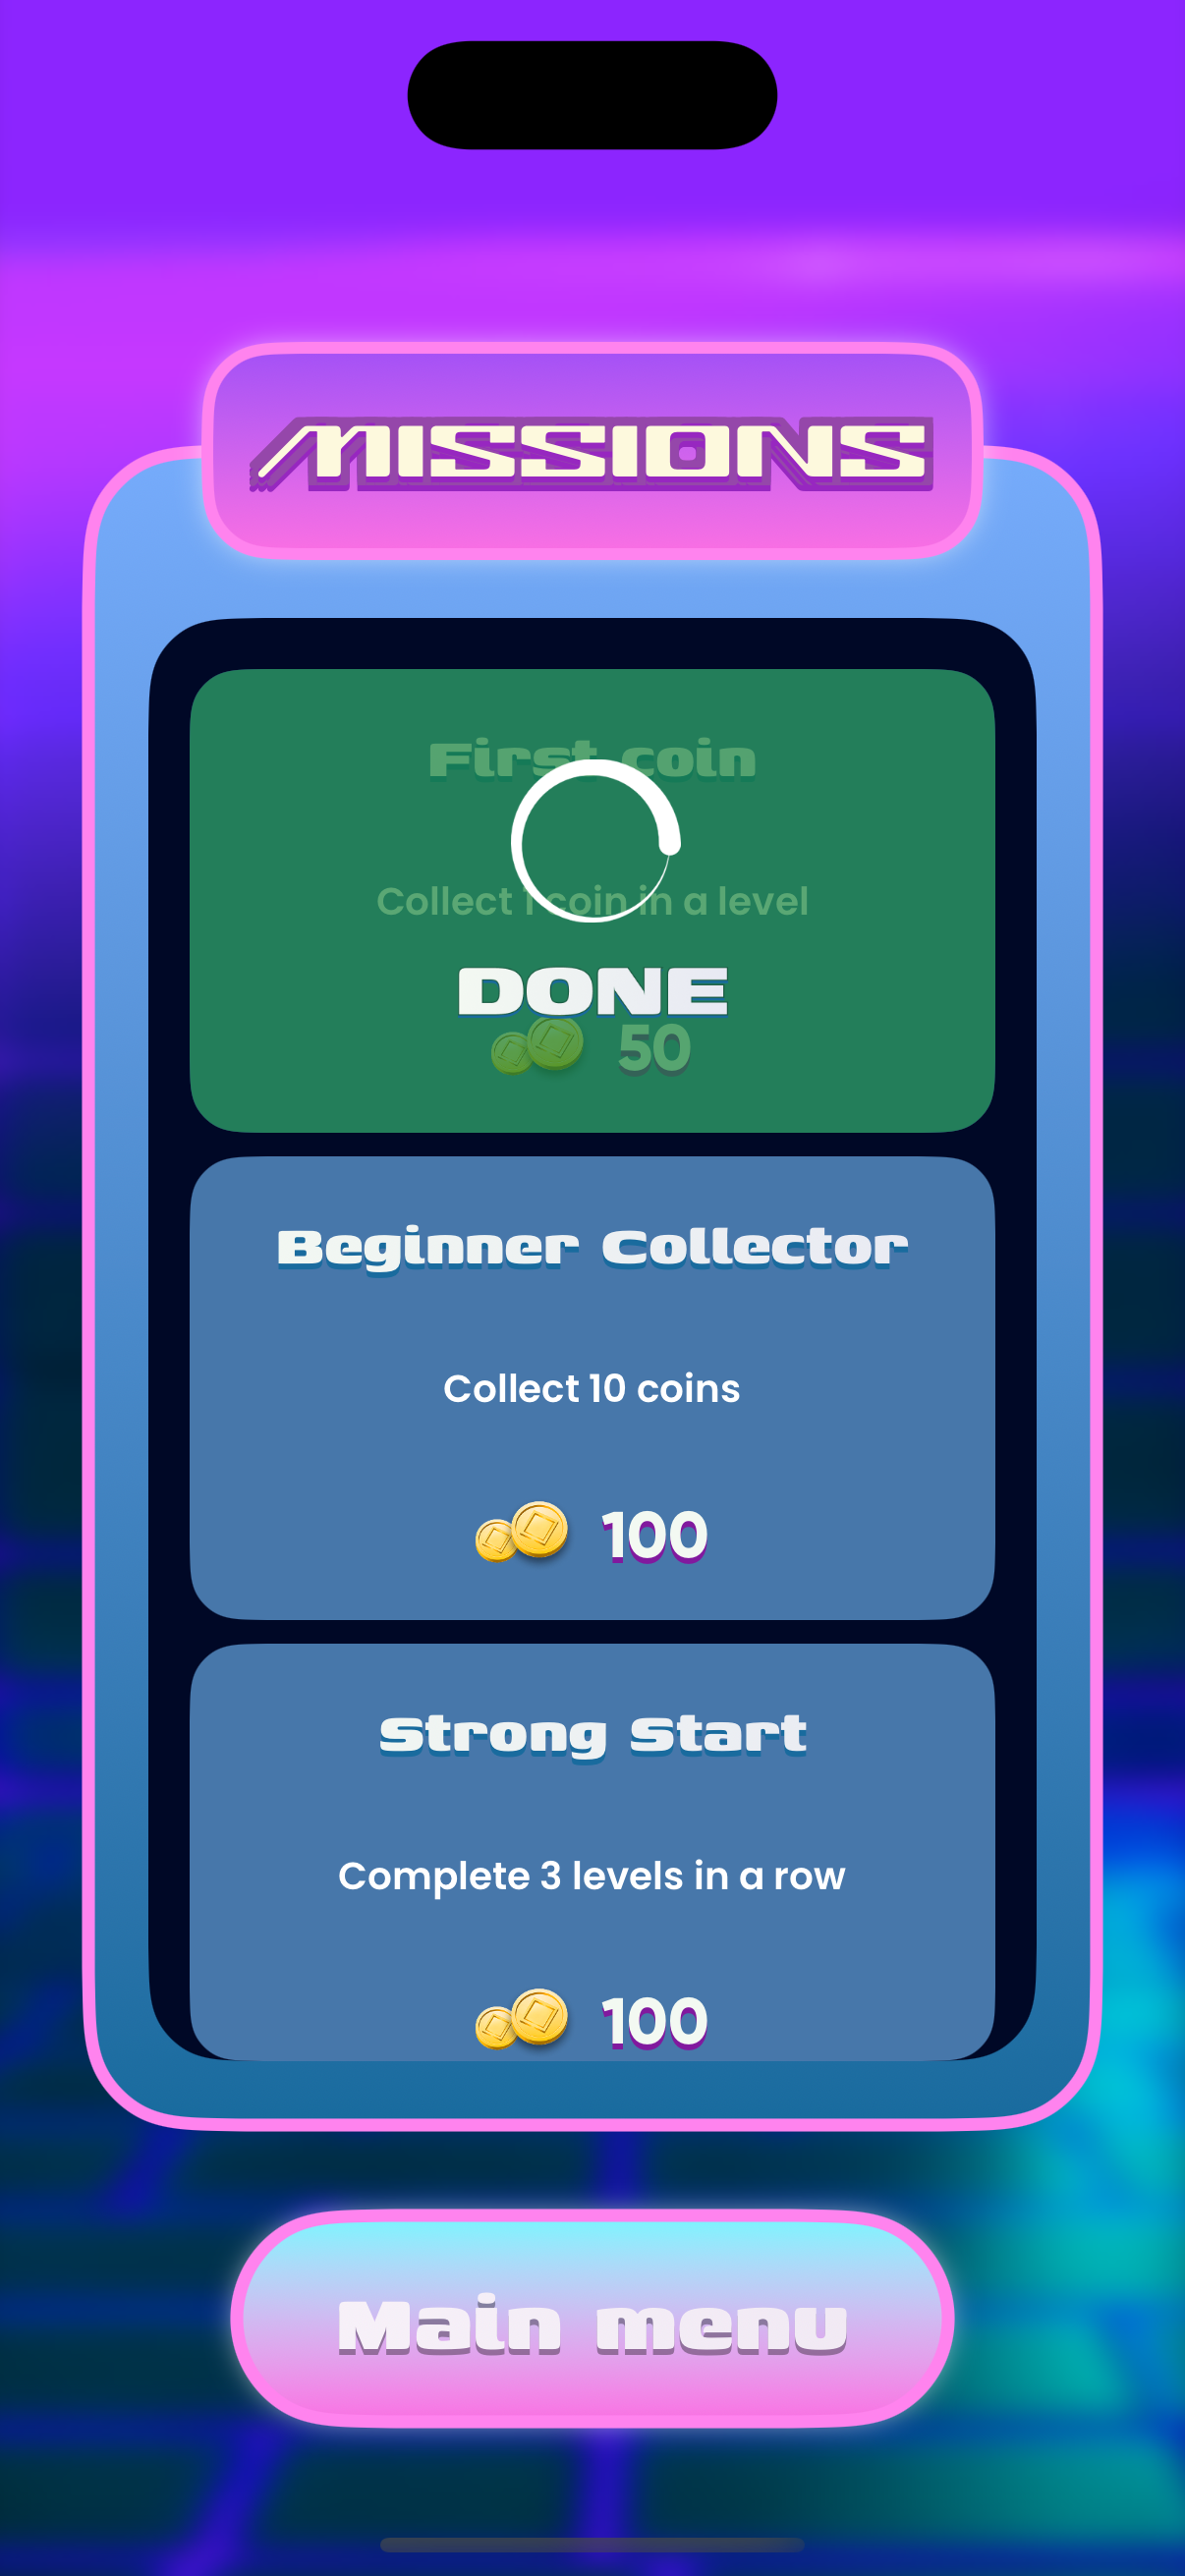 MISSIONS
First coin
Collect 1 coin in a level
DONE
50
Beginner Collector
Collect 10 coins
100
Strong Start
Complete 3 levels in a row
100
Main menu